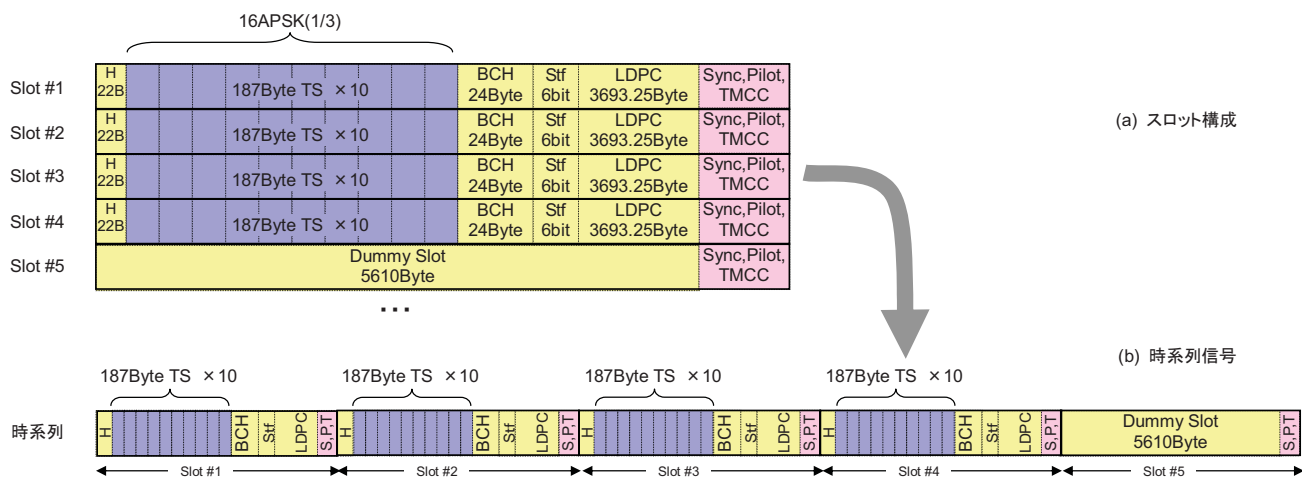 16APSK(1/3)
Slot #1
H
22B
187Byte TS ×10
BCH
24Byte
Stf
6bit
LDPC
3693.25Byte
Sync,Pilot,
TMCC
Slot #2
H
22B
187Byte TS ×10
BCH
24Byte
Stf
6bit
LDPC
3693.25Byte
Sync,Pilot,
TMCC
(a) スロット構成
Slot #3
H
22B
187Byte TS ×10
BCH
24Byte
Stf
6bit
LDPC
3693.25Byte
Sync,Pilot,
TMCC
Slot #4
H
22B
187Byte TS ×10
BCH
24Byte
Stf
6bit
LDPC
3693.25Byte
Sync,Pilot,
TMCC
Slot #5
Dummy Slot
5610Byte
Sync,Pilot,
TMCC
...
(b) 時系列信号
187Byte TS ×10
187Byte TS ×10
187Byte TS ×10
187Byte TS ×10
時系列
H
BCH
Stf
LDPC
S,P,T
H
BCH
Stf
LDPC
S,P,T
H
BCH
Stf
LDPC
S,P,T
H
BCH
Stf
LDPC
S,P,T
Dummy Slot
5610Byte
S,P,T
Slot #1
Slot #2
Slot #3
Slot #4
Slot #5